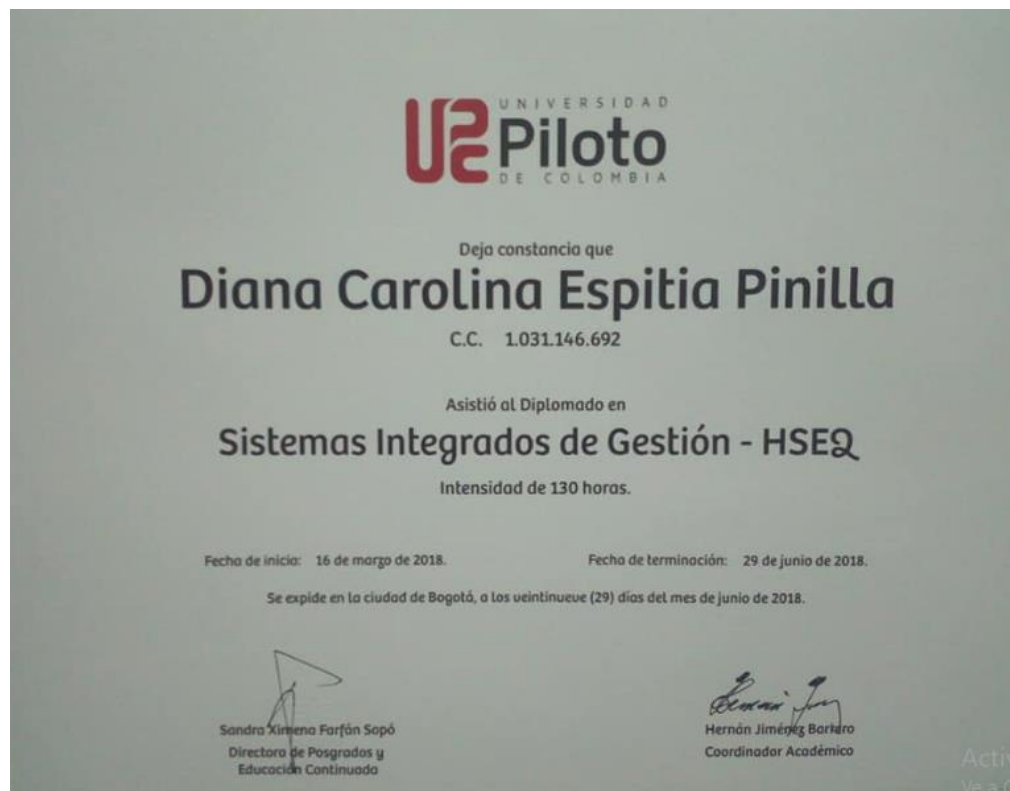 UNIVERSIDAD
UPC Piloto
DE COLOMBIA
Deja constancia que
Diana Carolina Espitia Pinilla
C.C. 1.031.146.692
Asistió al Diplomado en
Sistemas Integrados de Gestión - HSEQ
Intensidad de 130 horas.
Fecha de inicio: 16 de marzo de 2018. Fecha de terminación: 29 de junio de 2018.
Se expide en la ciudad de Bogotá, a los veintinueve (29) días del mes de junio de 2018.
Sandra Ximena Farfán Sopó
Directora de Posgrados y
Educación Continuada
Hernán Jiménez Barrero
Coordinador Académico